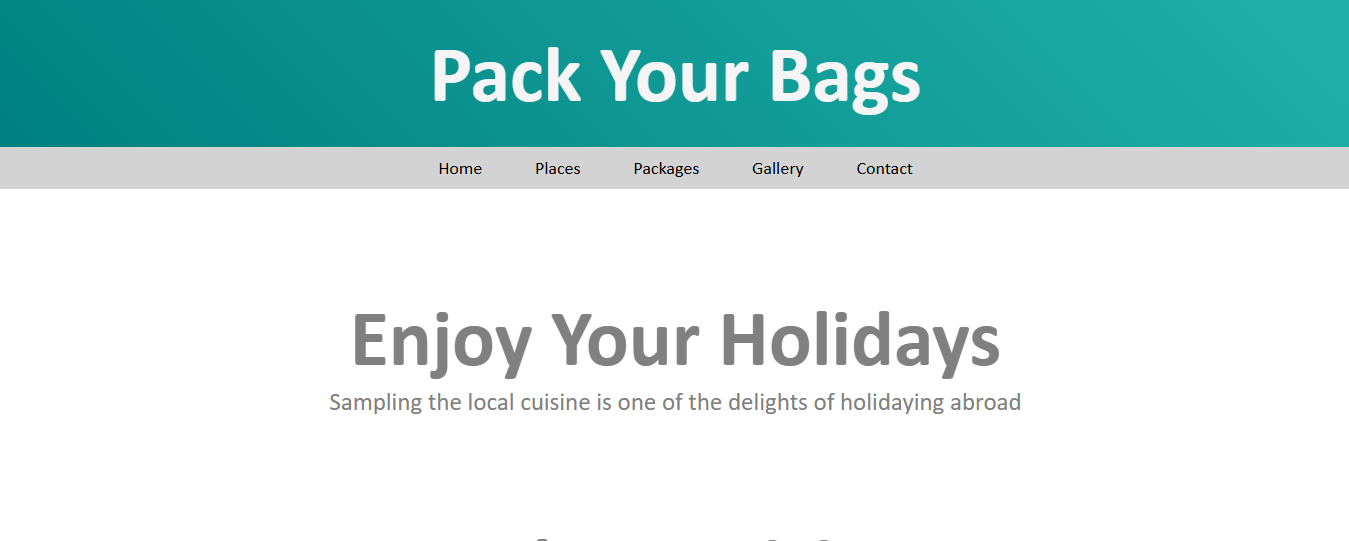 Pack Your Bags
Home Places Packages Gallery Contact
Enjoy Your Holidays
Sampling the local cuisine is one of the delights of holidaying abroad